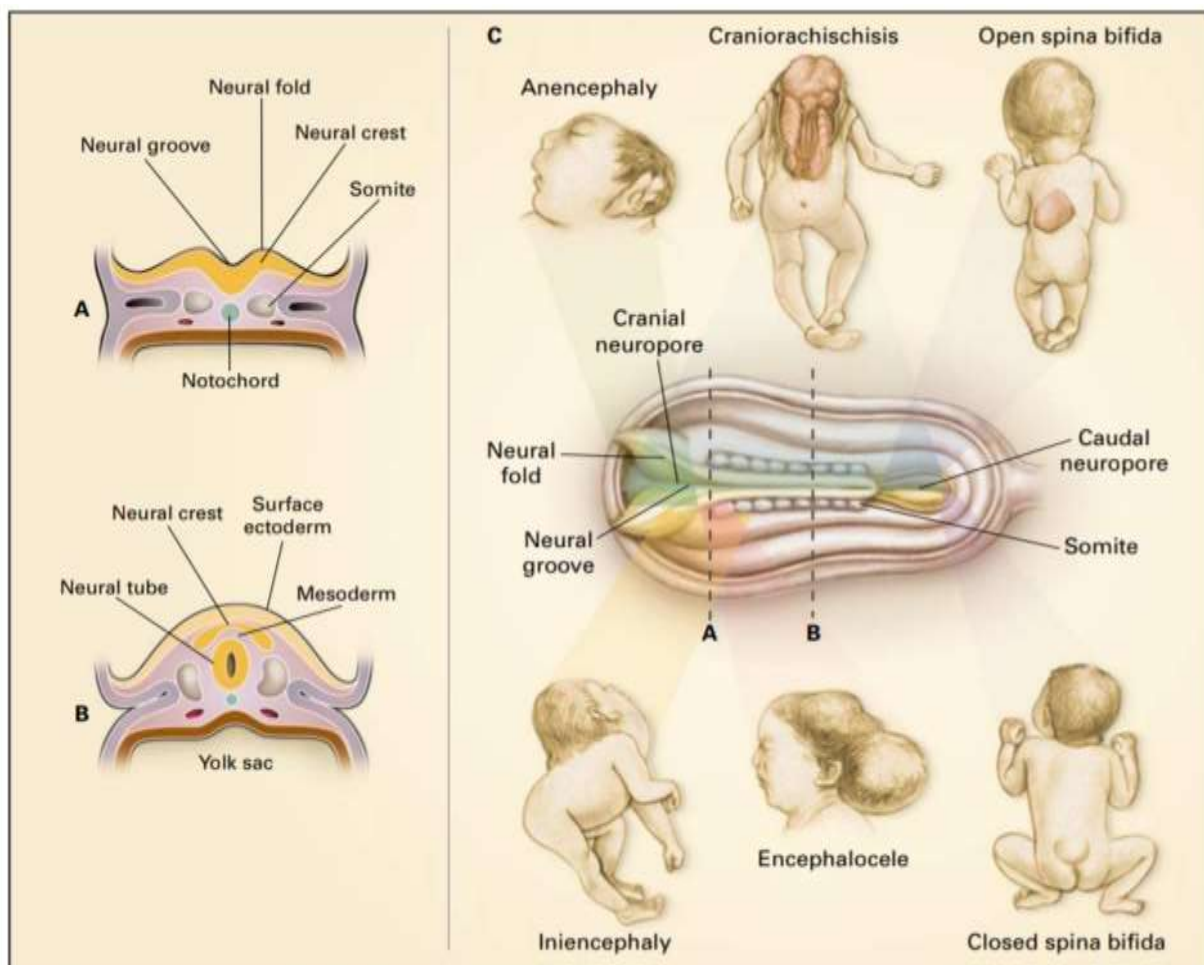 Neural fold
Neural crest
Neural groove
Somite
A
Notochord
Neural crest
Surface
ectoderm
Neural tube
Mesoderm
B
Yolk sac
C
Craniorachischisis
Open spina bifida
Anencephaly
Cranial
neuropore
Neural
fold
Caudal
neuropore
Neural
groove
Somite
A
B
Encephalocele
Iniencephaly
Closed spina bifida